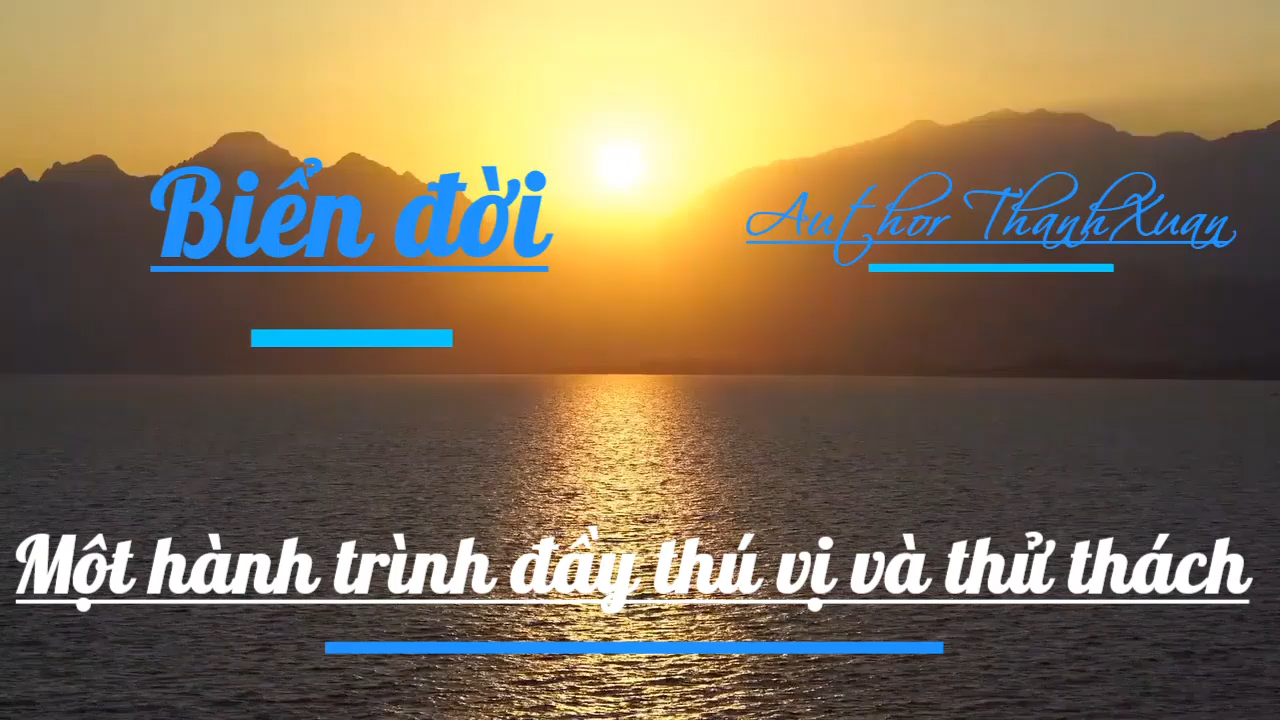 Biển đời
Author ThanhXuan
Một hành trình đầy thú vị và thử thách